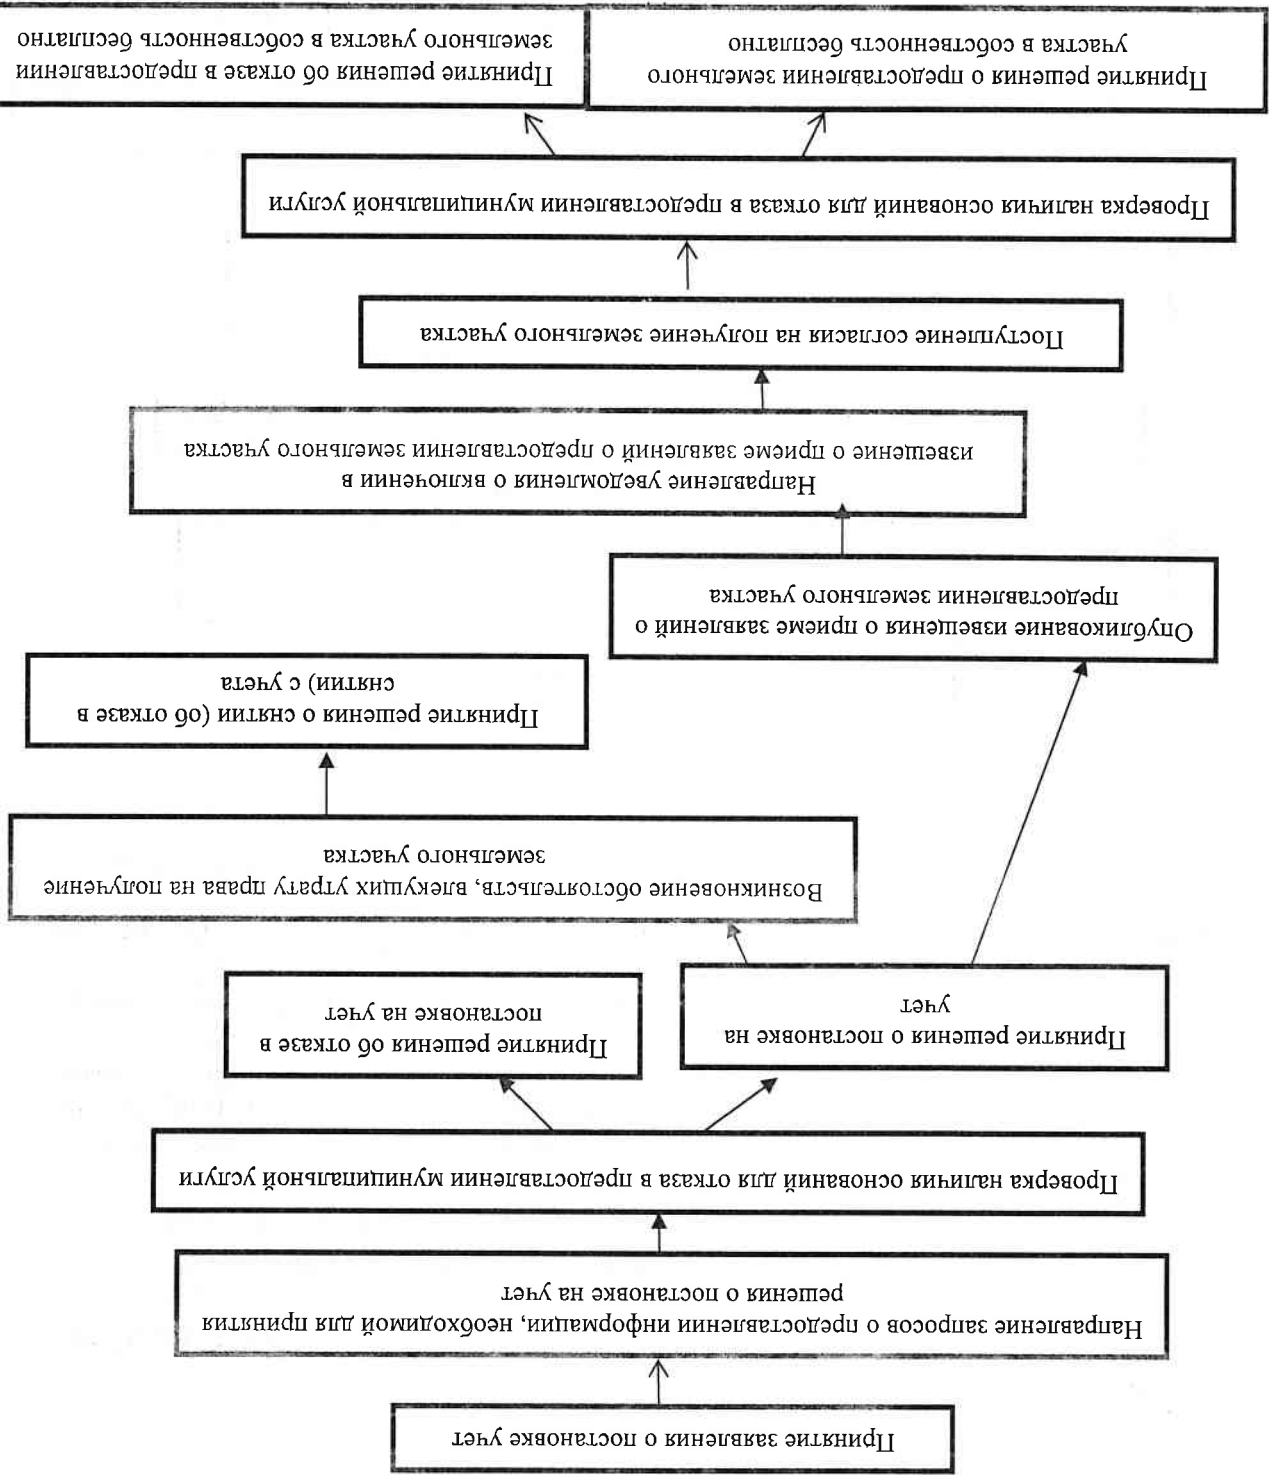 Принятие заявления о постановке учет
Направление запросов о предоставлении информации, необходимой для принятия
решения о постановке на учет
Проверка наличия оснований для отказа в предоставлении муниципальной услуги
Принятие решения о постановке на
учет
Принятие решения об отказе в
постановке на учет
Возникновение обстоятельств, влекущих утрату права на получение
земельного участка
Принятие решения о снятии (об отказе в
снятии) с учета
Опубликование извещения о приеме заявлений о
предоставлении земельного участка
Направление уведомления о включении в
извещение о приеме заявлений о предоставлении земельного участка
Поступление согласия на получение земельного участка
Проверка наличия оснований для отказа в предоставлении муниципальной услуги
Принятие решения о предоставлении земельного
участка в собственность бесплатно
Принятие решения об отказе в предоставлении
земельного участка в собственность бесплатно